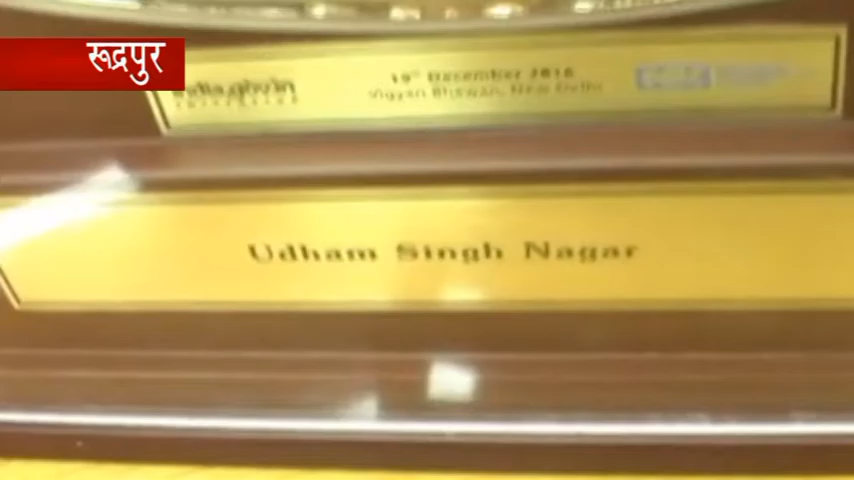 रूद्रपुर
19th December 2016
Vigyan Bhawan, New Delhi
Udham Singh Nagar